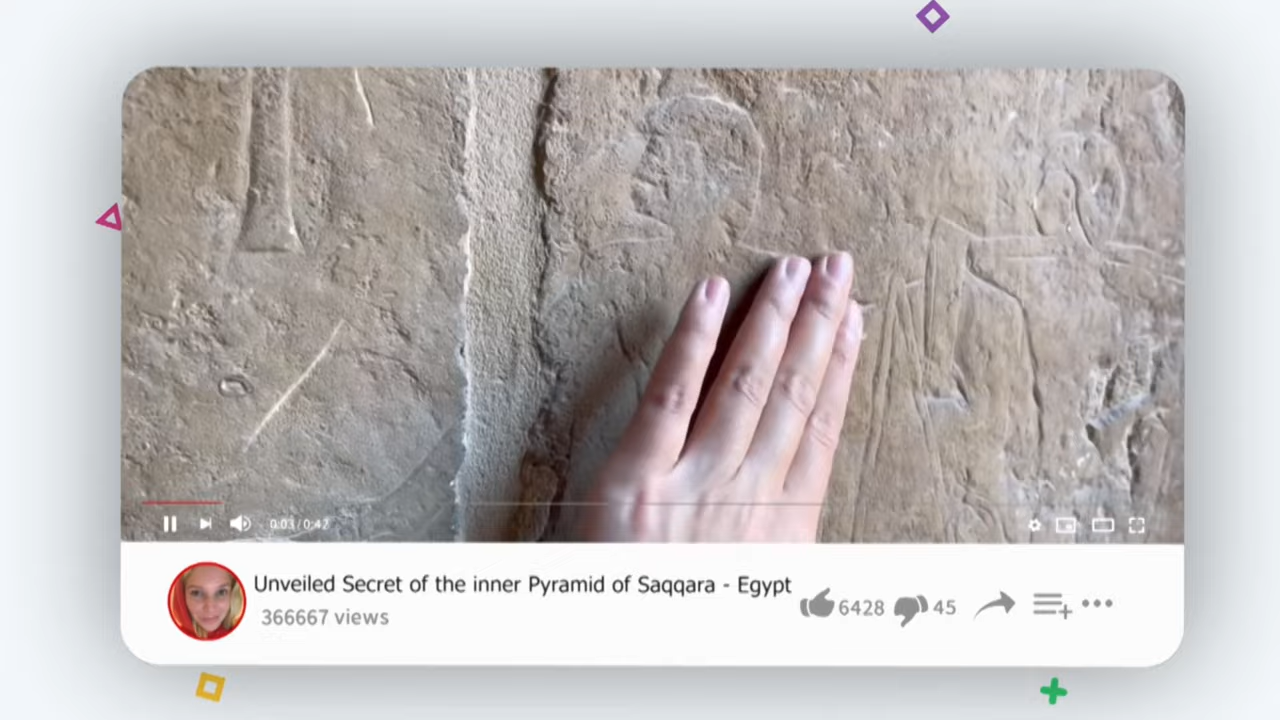 0:03/0:42
Unveiled Secret of the inner Pyramid of Saqqara - Egypt
366667 views
6428
45